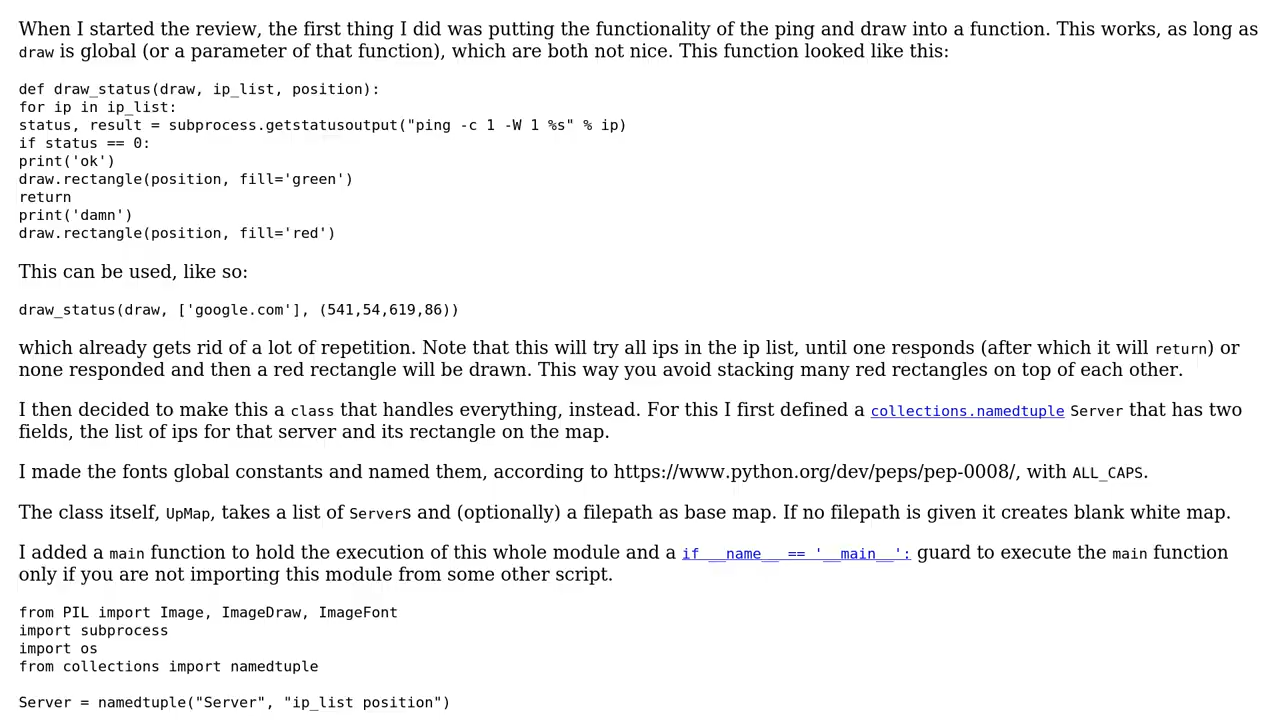 When I started the review, the first thing I did was putting the functionality of the ping and draw into a function. This works, as long as
draw is global (or a parameter of that function), which are both not nice. This function looked like this:
def draw_status(draw, ip_list, position):
for ip in ip_list:
status, result = subprocess.getstatusoutput("ping -c 1 -W 1 %s" % ip)
if status == 0:
print('ok')
draw.rectangle(position, fill='green')
return
print('damn')
draw.rectangle(position, fill='red')
This can be used, like so:
draw_status(draw, ['google.com'], (541,54,619,86))
which already gets rid of a lot of repetition. Note that this will try all ips in the ip list, until one responds (after which it will return) or
none responded and then a red rectangle will be drawn. This way you avoid stacking many red rectangles on top of each other.
I then decided to make this a class that handles everything, instead. For this I first defined a collections.namedtuple Server that has two
fields, the list of ips for that server and its rectangle on the map.
I made the fonts global constants and named them, according to https://www.python.org/dev/peps/pep-0008/, with ALL_CAPS.
The class itself, UpMap, takes a list of Servers and (optionally) a filepath as base map. If no filepath is given it creates blank white map.
I added a main function to hold the execution of this whole module and a if __name__ == '__main__': guard to execute the main function
only if you are not importing this module from some other script.
from PIL import Image, ImageDraw, ImageFont
import subprocess
import os
from collections import namedtuple
Server = namedtuple("Server", "ip_list position")